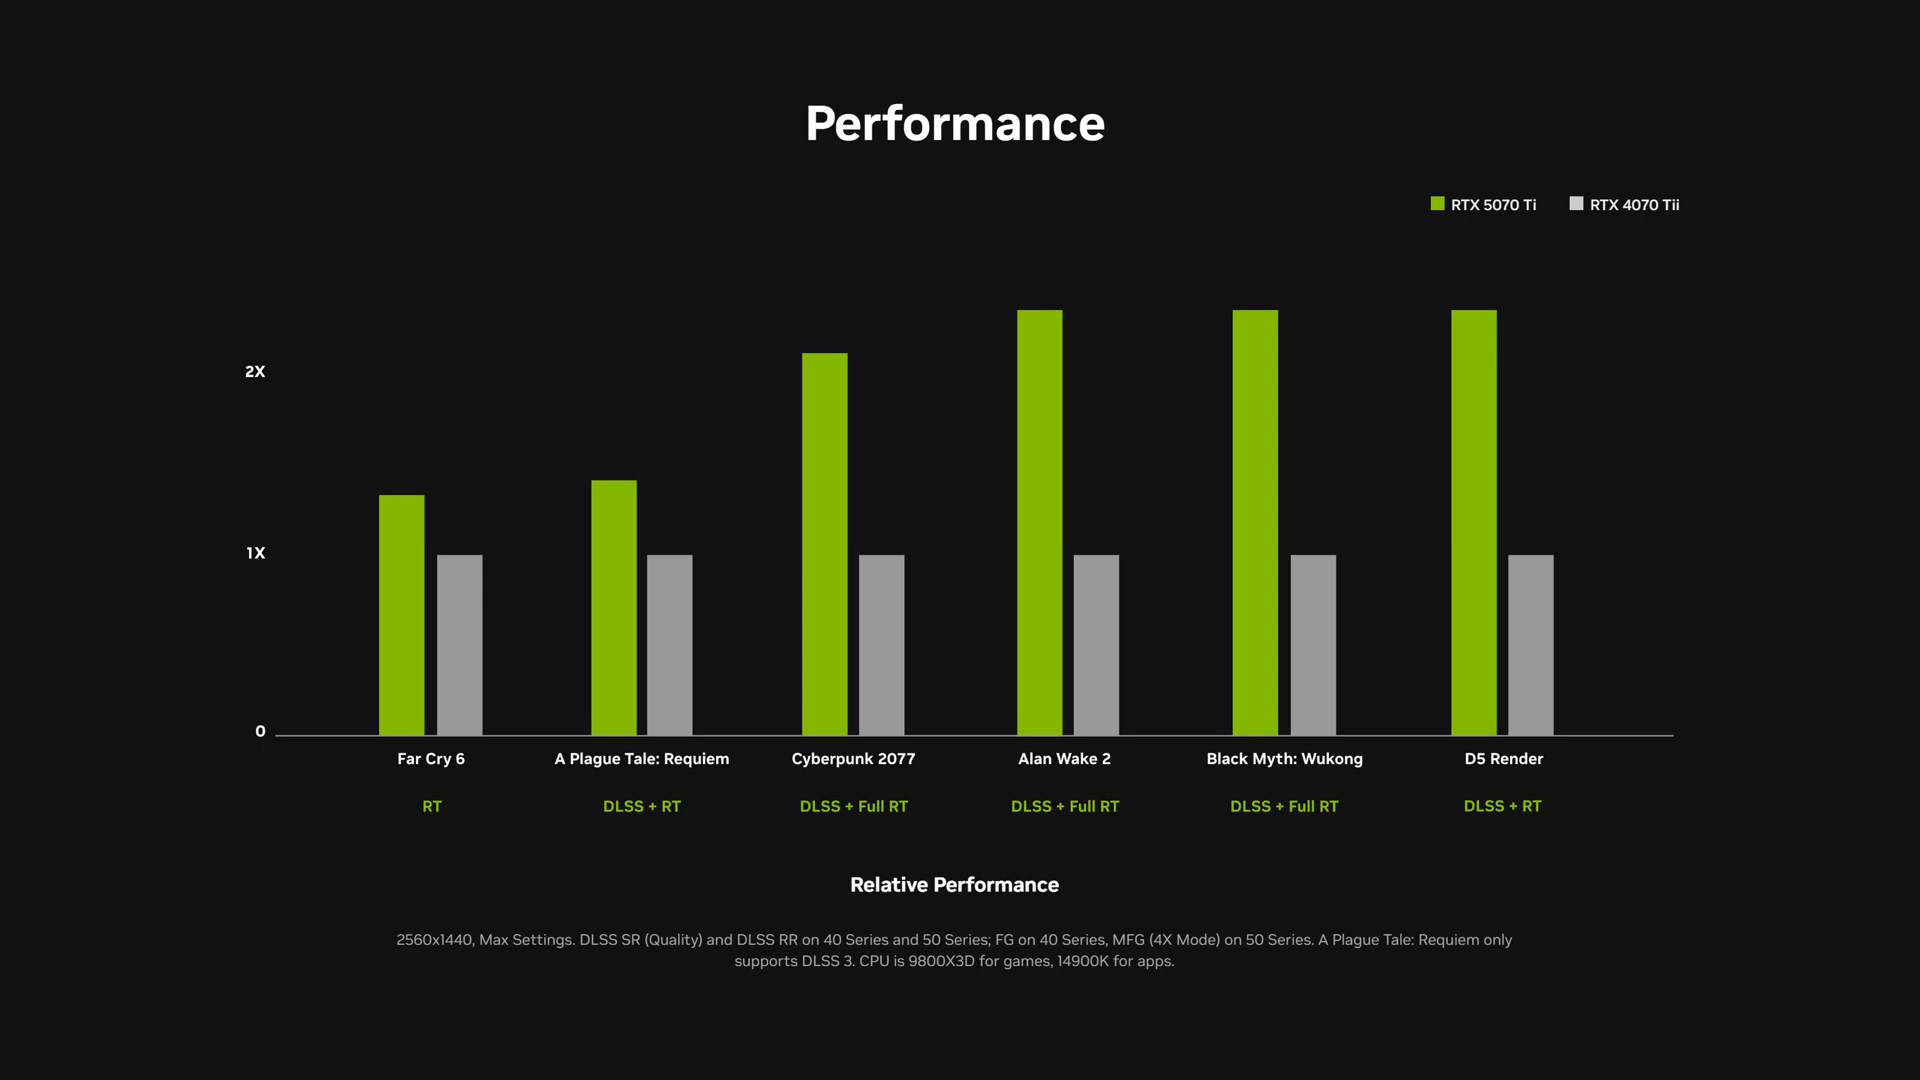 Performance
RTX 5070 Ti
RTX 4070 Tii
2X
1X
0
Far Cry 6
A Plague Tale: Requiem
Cyberpunk 2077
Alan Wake 2
Black Myth: Wukong
D5 Render
RT
DLSS + RT
DLSS + Full RT
DLSS + Full RT
DLSS + Full RT
DLSS + RT
Relative Performance
2560x1440, Max Settings. DLSS SR (Quality) and DLSS RR on 40 Series and 50 Series; FG on 40 Series, MFG (4X Mode) on 50 Series. A Plague Tale: Requiem only
supports DLSS 3. CPU is 9800X3D for games, 14900K for apps.